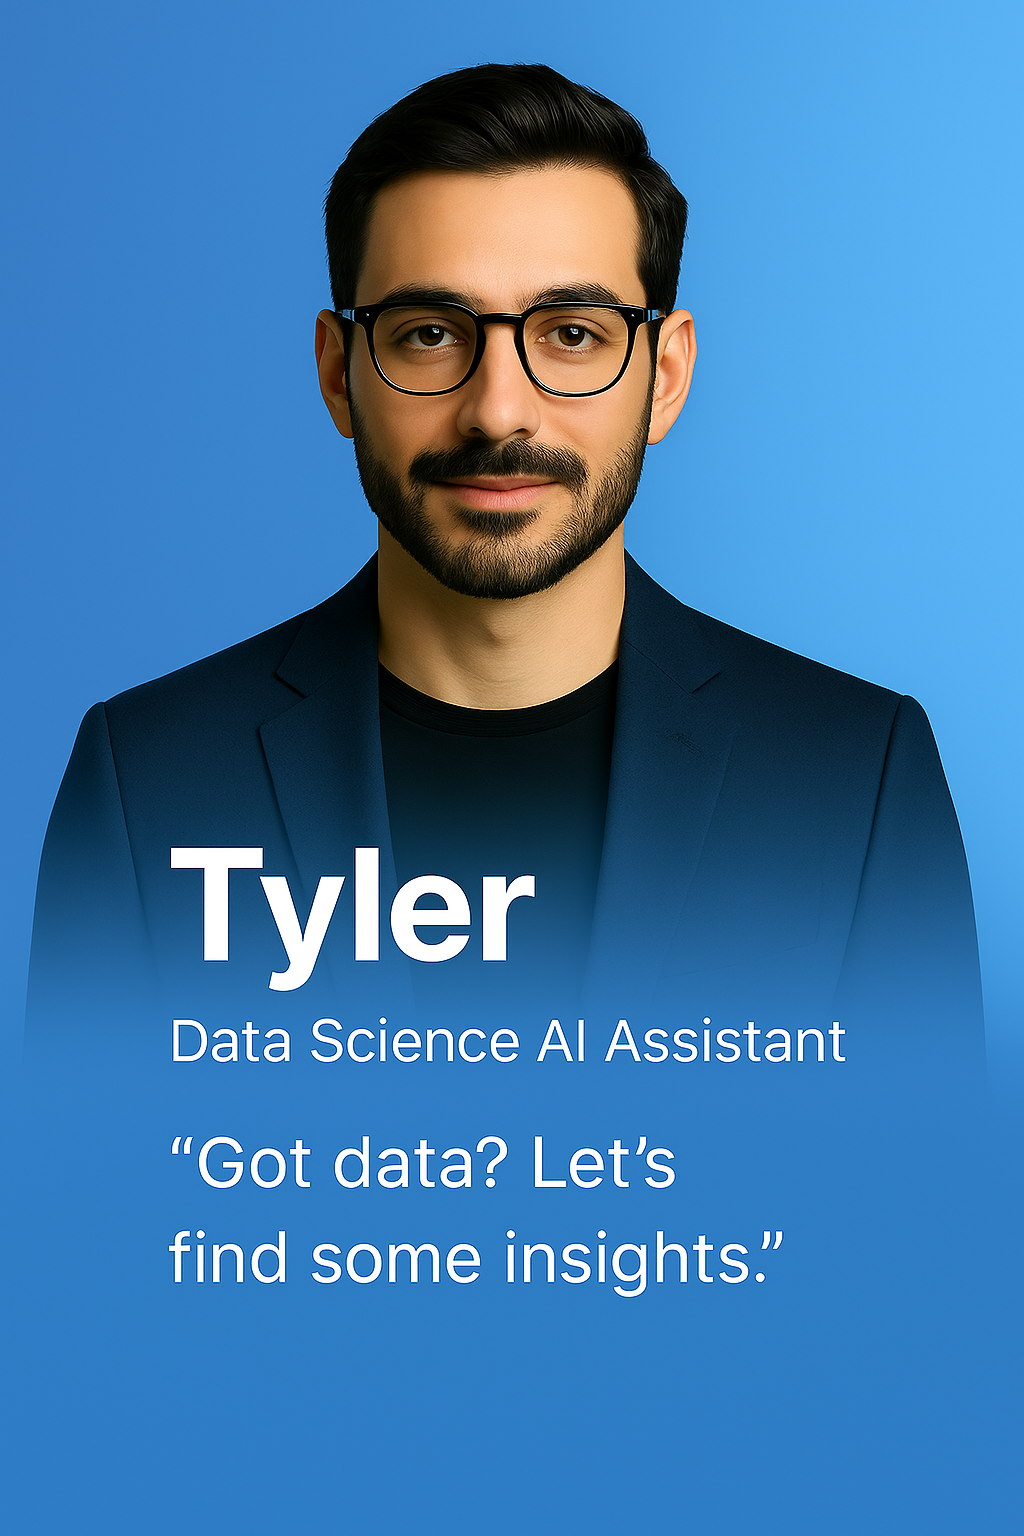 Tyler
Data Science AI Assistant
“Got data? Let’s
find some insights.”